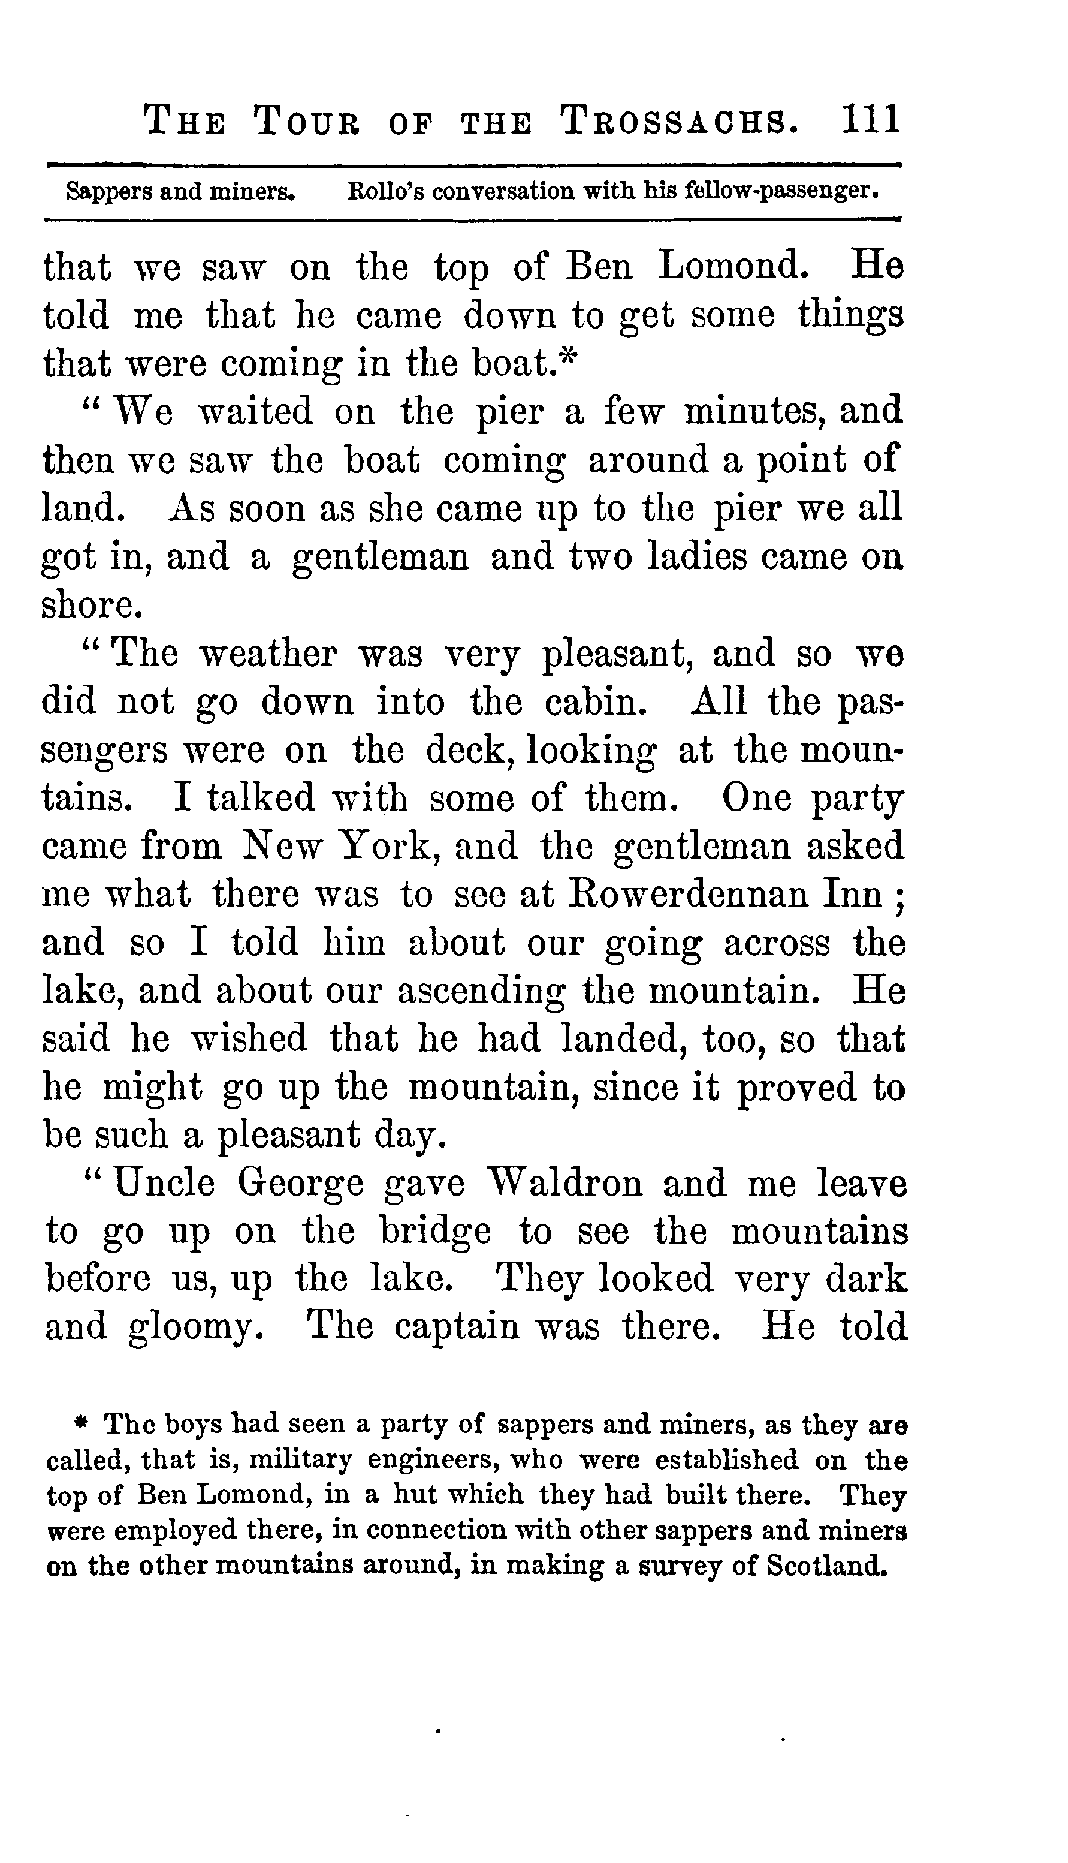 THE TOUR OF THE TROSSACHS. 111
Sappers and miners. Rollo's conversation with his fellow-passenger.
that we saw on the top of Ben Lomond. He
told me that he came down to get some things
that were coming in the boat.*
" We waited on the pier a few minutes, and
then we saw the boat coming around a point of
land. As soon as she came up to the pier we all
got in, and a gentleman and two ladies came on
shore.
" The weather was very pleasant, and so we
did not go down into the cabin. All the pas-
sengers were on the deck, looking at the moun-
tains. I talked with some of them. One party
came from New York, and the gentleman asked
me what there was to see at Rowerdennan Inn ;
and so I told him about our going across the
lake, and about our ascending the mountain. He
said he wished that he had landed, too, so that
he might go up the mountain, since it proved to
be such a pleasant day.
" Uncle George gave Waldron and me leave
to go up on the bridge to see the mountains
before us, up the lake. They looked very dark
and gloomy. The captain was there. He told
* The boys had seen a party of sappers and miners, as they are
called, that is, military engineers, who were established on the
top of Ben Lomond, in a hut which they had built there. They
were employed there, in connection with other sappers and miners
on the other mountains around, in making a survey of Scotland.